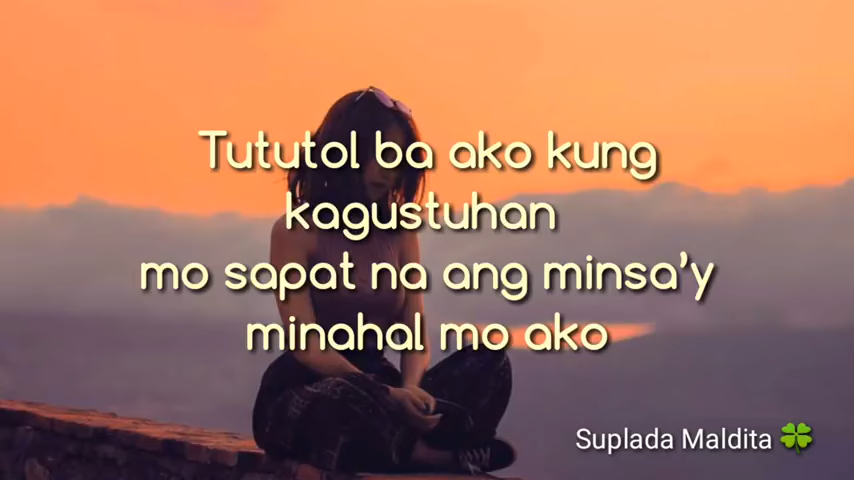 Tututol ba ako kung
kagustuhan
mo sapat na ang minsa'y
minahal mo ako
Suplada Maldita 🍀